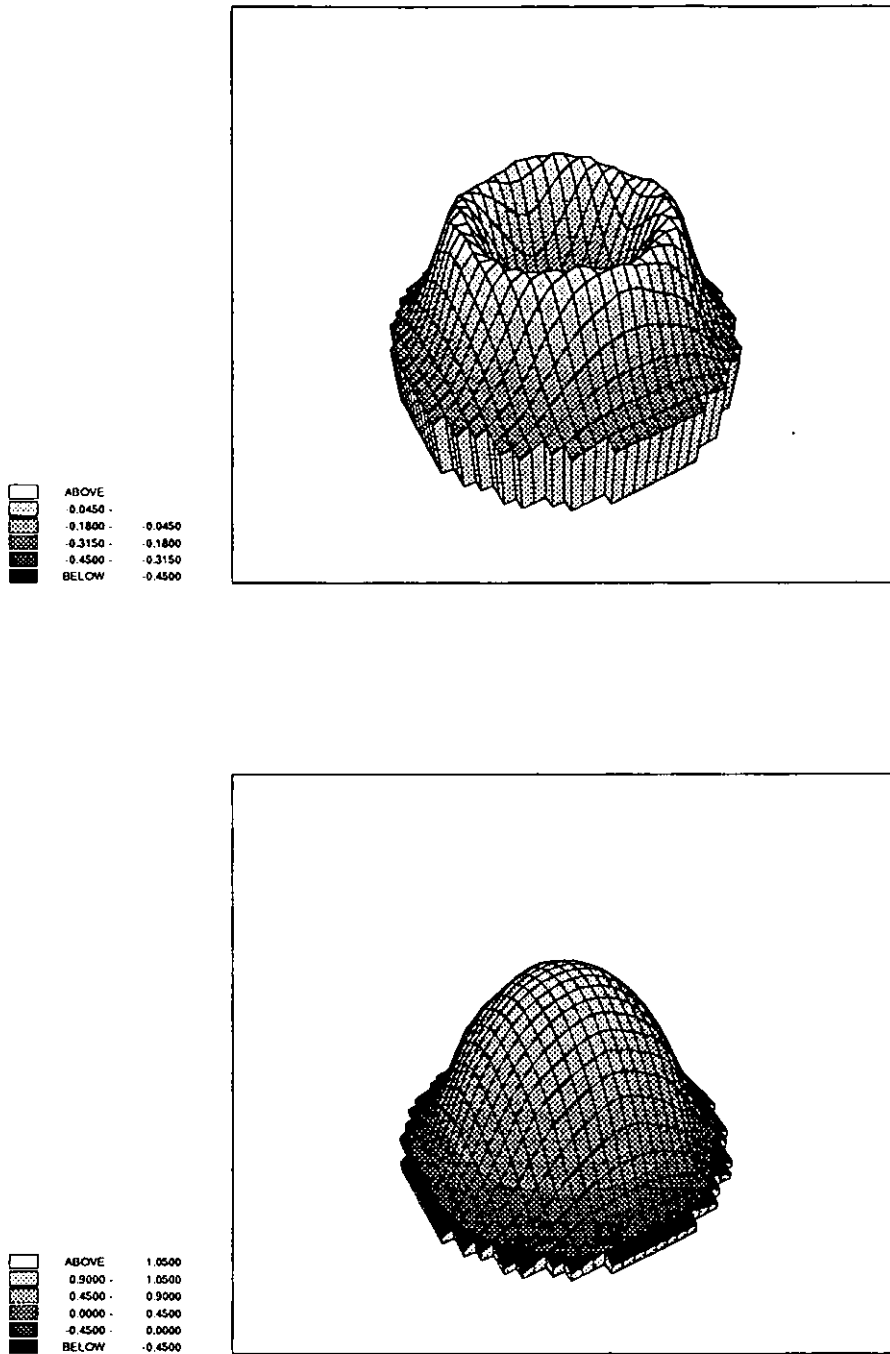 ABOVE
-0.0450 -
-0.1800 - -0.0450
-0.3150 - -0.1800
-0.4500 - -0.3150
BELOW -0.4500
ABOVE 1.0500
0.9000 - 1.0500
0.4500 - 0.9000
0.0000 - 0.4500
-0.4500 - 0.0000
BELOW -0.4500